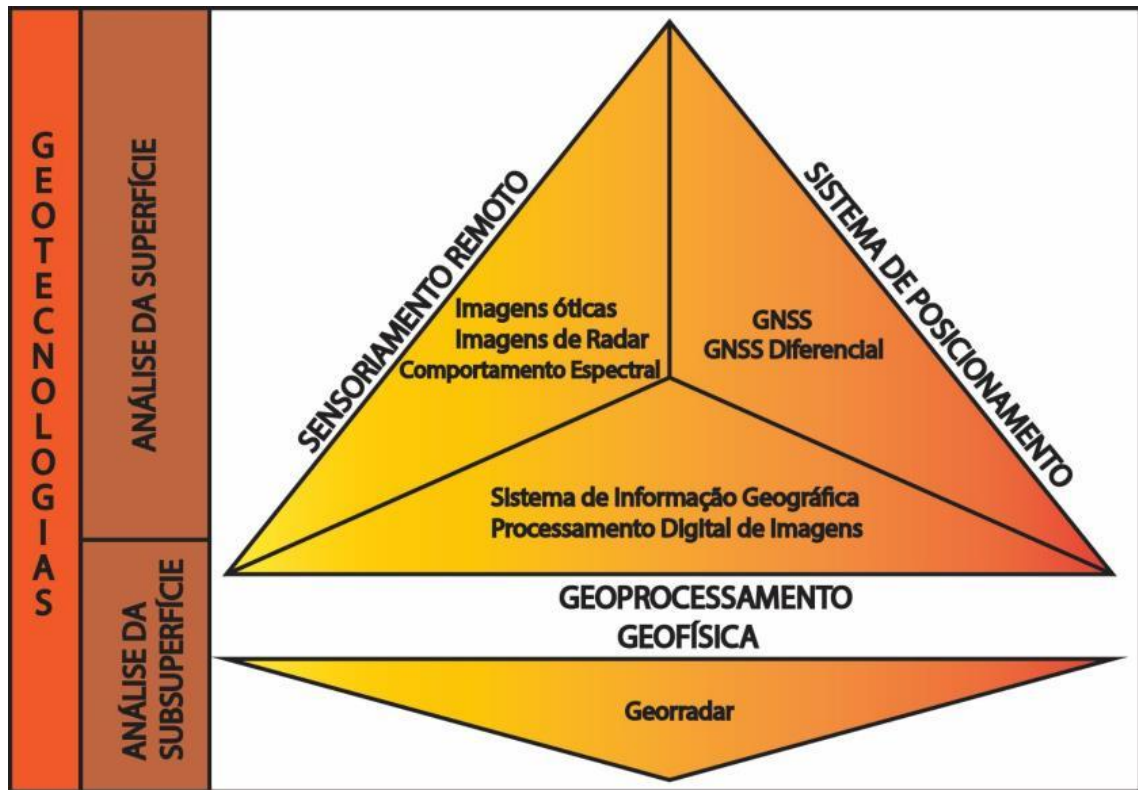 GEOTECNOLOGIAS
ANÁLISE DA SUPERFÍCIE
SENSORIAMENTO REMOTO
Imagens óticas
Imagens de Radar
Comportamento Espectral
GNSS
GNSS Diferencial
SISTEMA DE POSICIONAMENTO
Sistema de Informação Geográfica
Processamento Digital de Imagens
GEOPROCESSAMENTO
ANÁLISE DA
SUBSUPERFÍCIE
GEOFÍSICA
Georradar